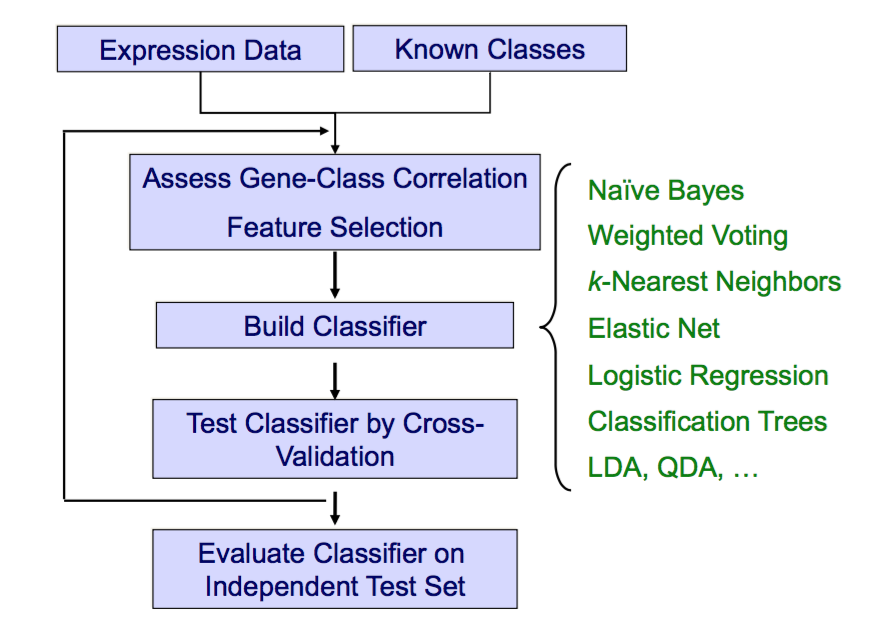 Expression Data
Known Classes
Assess Gene-Class Correlation
Feature Selection
Build Classifier
Test Classifier by Cross-
Validation
Evaluate Classifier on
Independent Test Set
Naïve Bayes
Weighted Voting
k-Nearest Neighbors
Elastic Net
Logistic Regression
Classification Trees
LDA, QDA, …